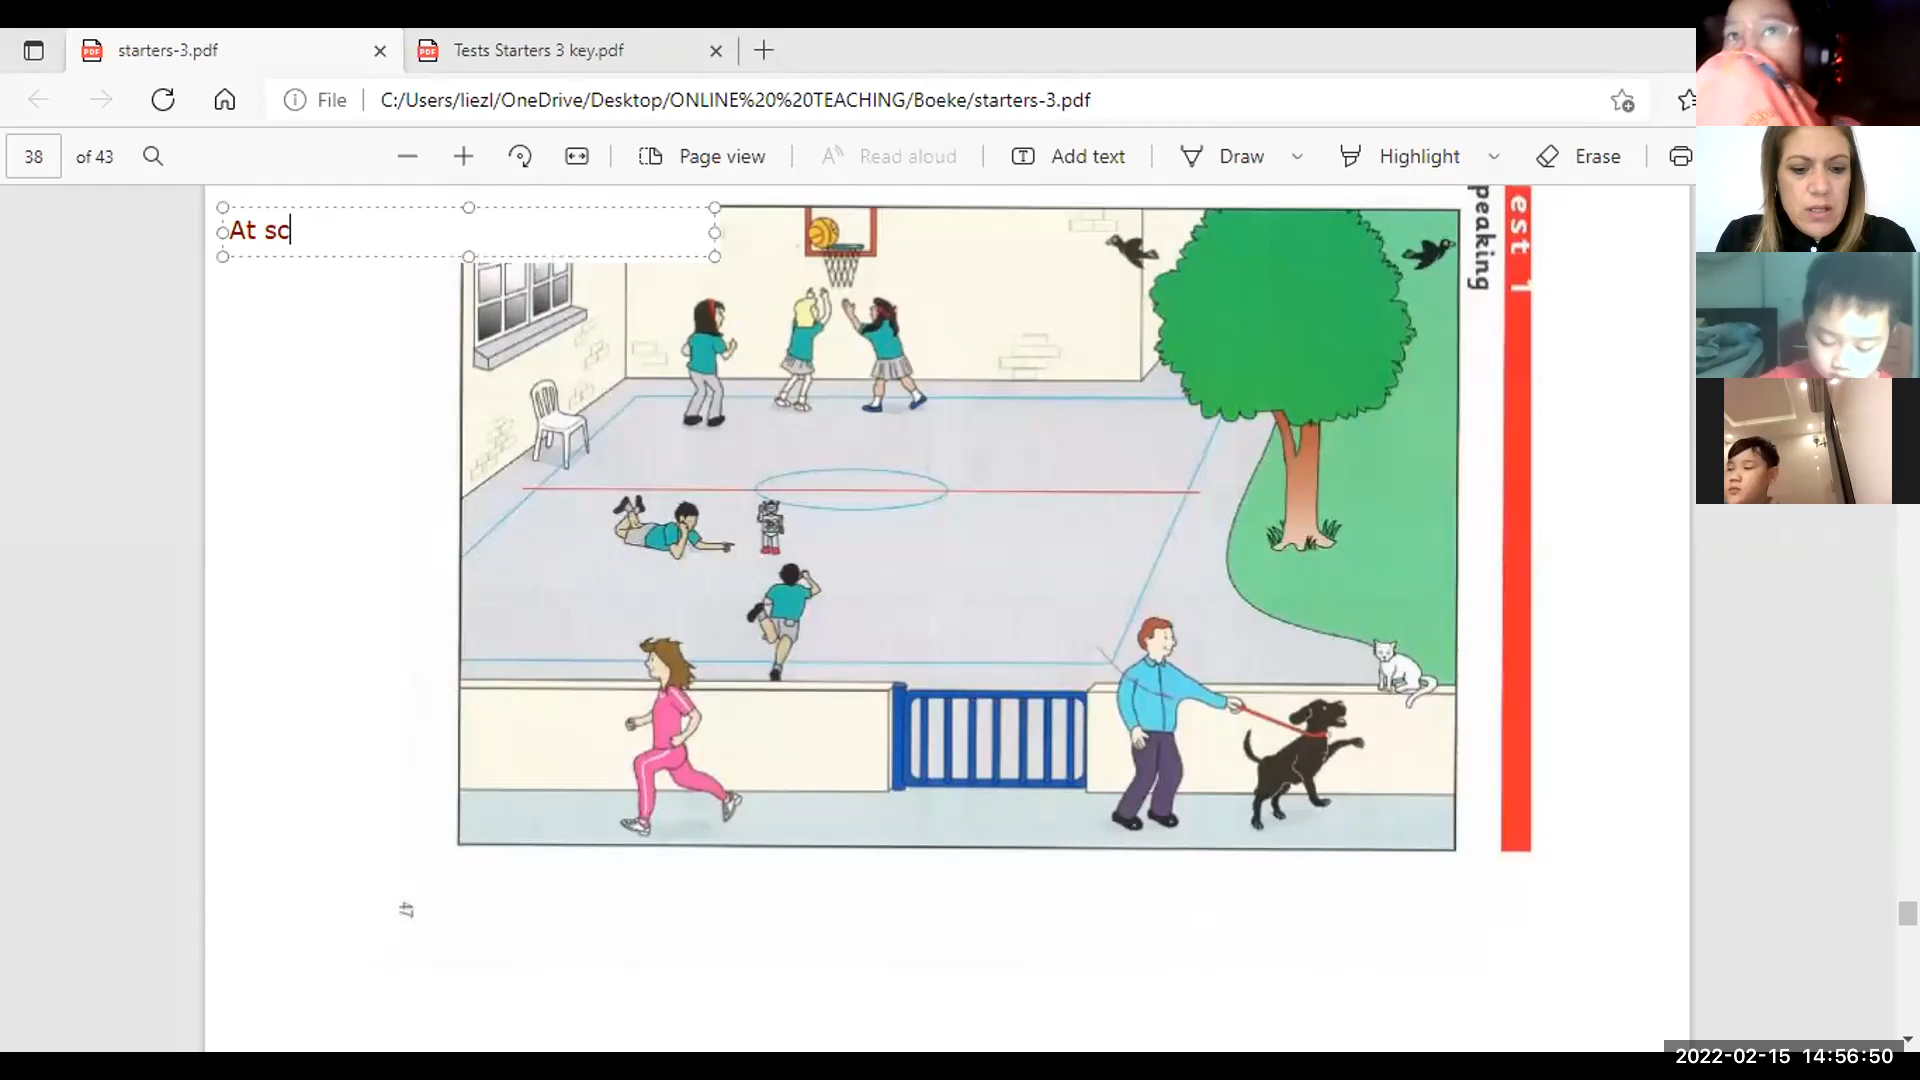 starters-3.pdf
Tests Starters 3 key.pdf
File
C:/Users/liezl/OneDrive/Desktop/ONLINE%20%20TEACHING/Boeke/starters-3.pdf
38 of 43
Page view
Read aloud
Add text
Draw
Highlight
Erase
At sc
est 1
peaking
47
2022-02-15 14:56:50